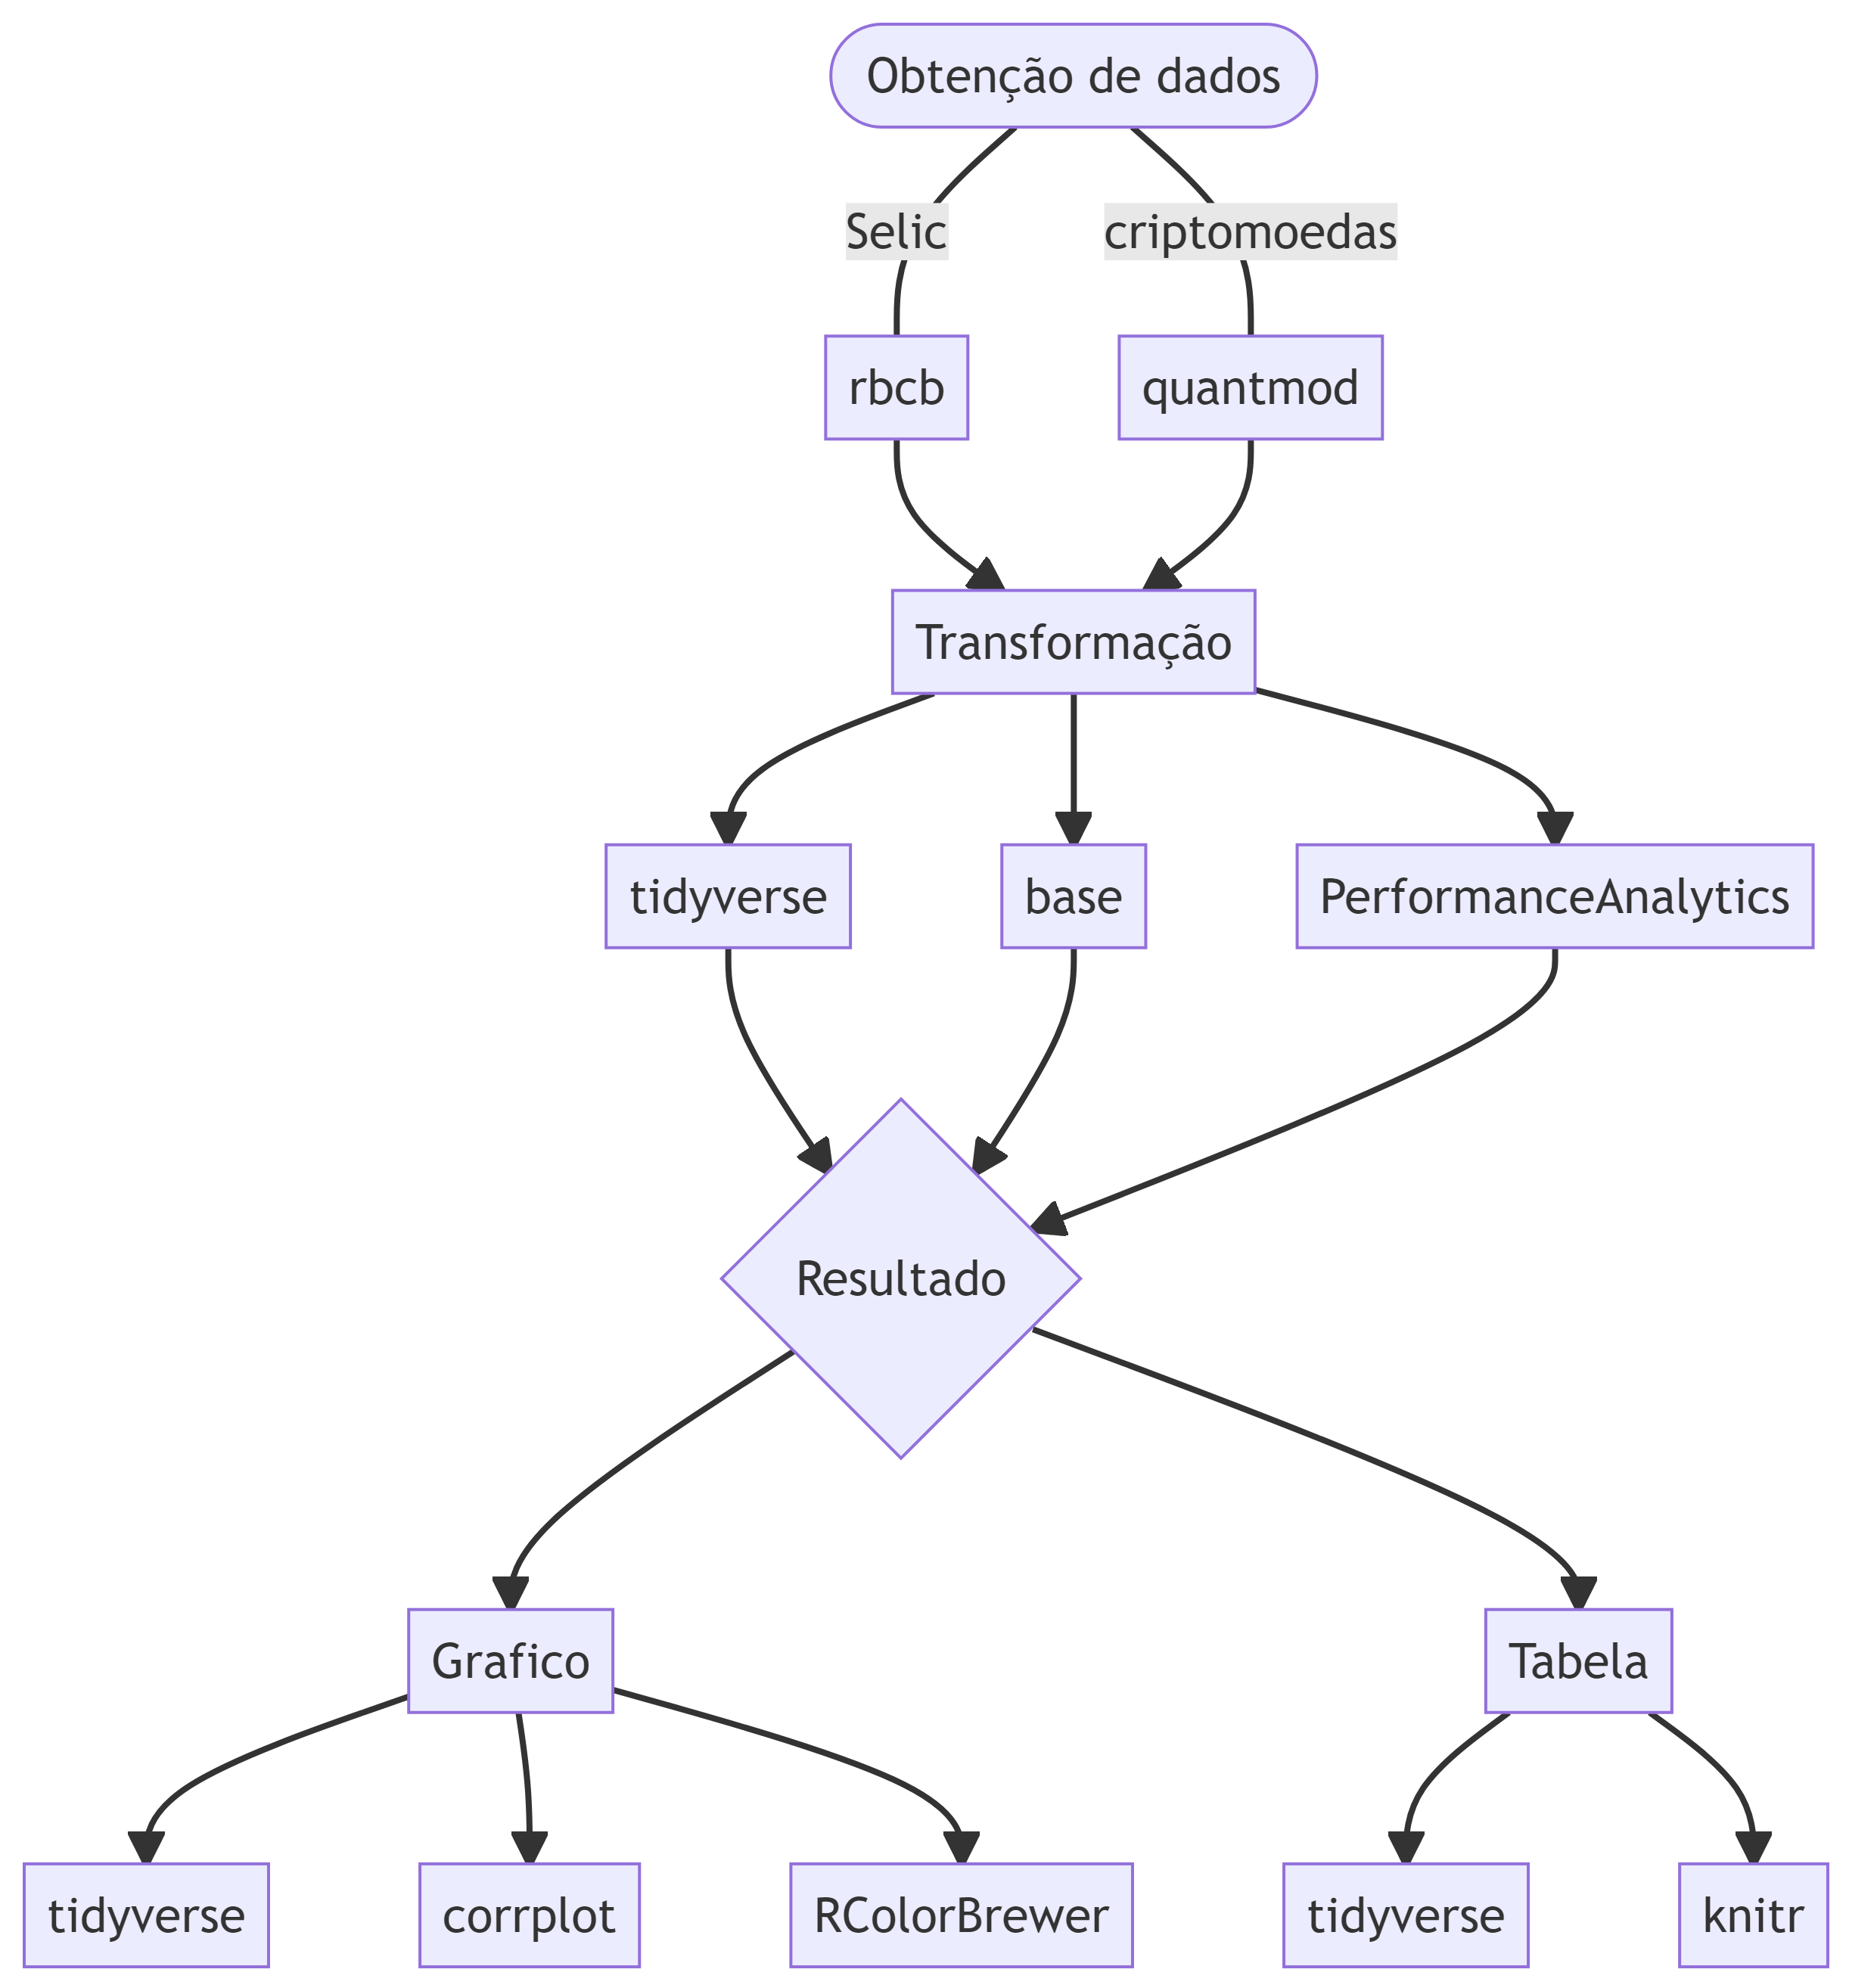 Obtenção de dados
Selic
criptomoedas
rbcb
quantmod
Transformação
tidyverse
base
PerformanceAnalytics
Resultado
Grafico
Tabela
tidyverse
corrplot
RColorBrewer
tidyverse
knitr